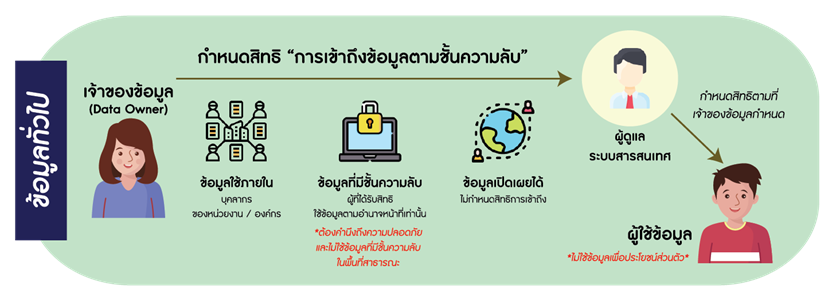 ข้อมูลทั่วไป
กำหนดสิทธิ “การเข้าถึงข้อมูลตามชั้นความลับ”
เจ้าของข้อมูล
(Data Owner)
ข้อมูลใช้ภายใน
บุคลากร
ของหน่วยงาน / องค์กร
ข้อมูลที่มีชั้นความลับ
ผู้ที่ได้รับสิทธิ
ใช้ข้อมูลตามอำนาจหน้าที่เท่านั้น
*ต้องคำนึงถึงความปลอดภัย
และไม่ใช้ข้อมูลที่มีชั้นความลับ
ในพื้นที่สาธารณะ
ข้อมูลเปิดเผยได้
ไม่กำหนดสิทธิการเข้าถึง
ผู้ดูแล
ระบบสารสนเทศ
กำหนดสิทธิตามที่
เจ้าของข้อมูลกำหนด
ผู้ใช้ข้อมูล
*ไม่ใช้ข้อมูลเพื่อประโยชน์ส่วนตัว*